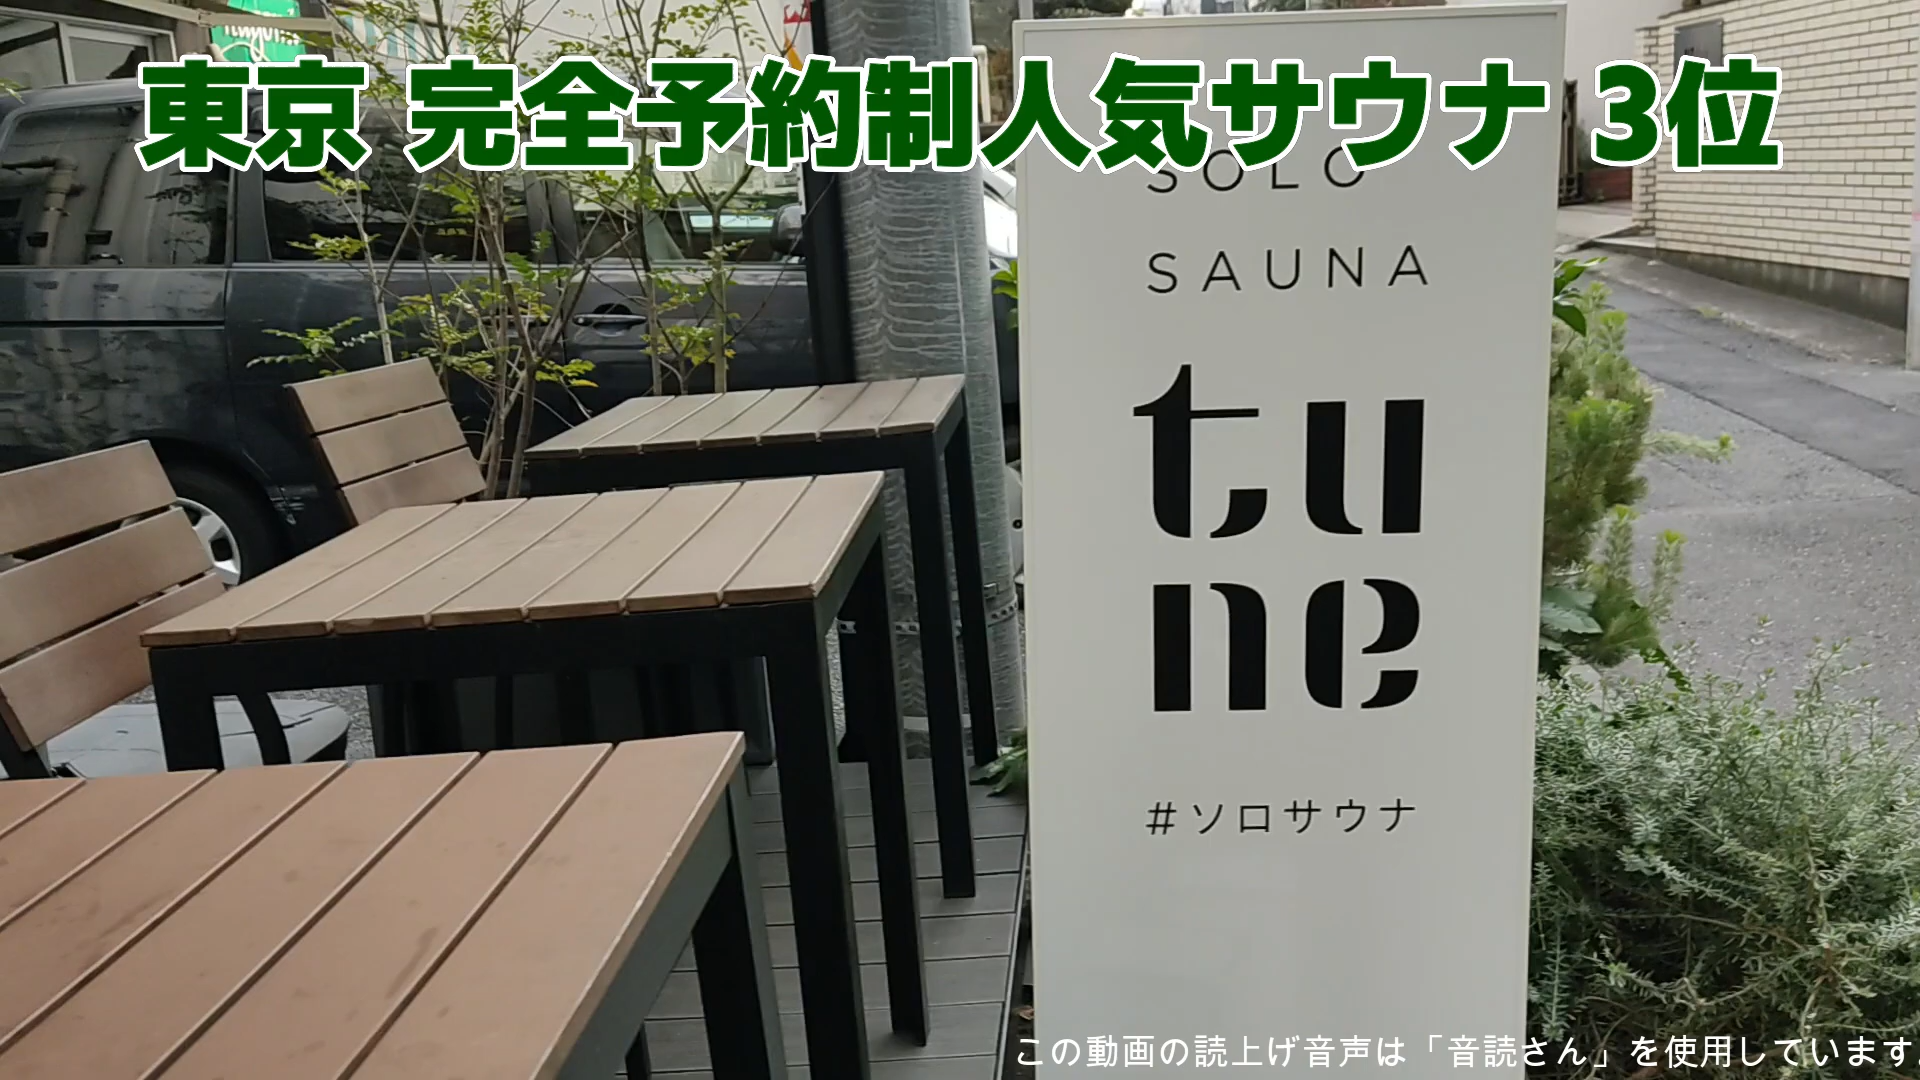 東京 完全予約制人気サウナ 3位
SOLO
SAUNA
tu
ne
#ソロサウナ
この動画の読上げ音声は「音読さん」を使用しています